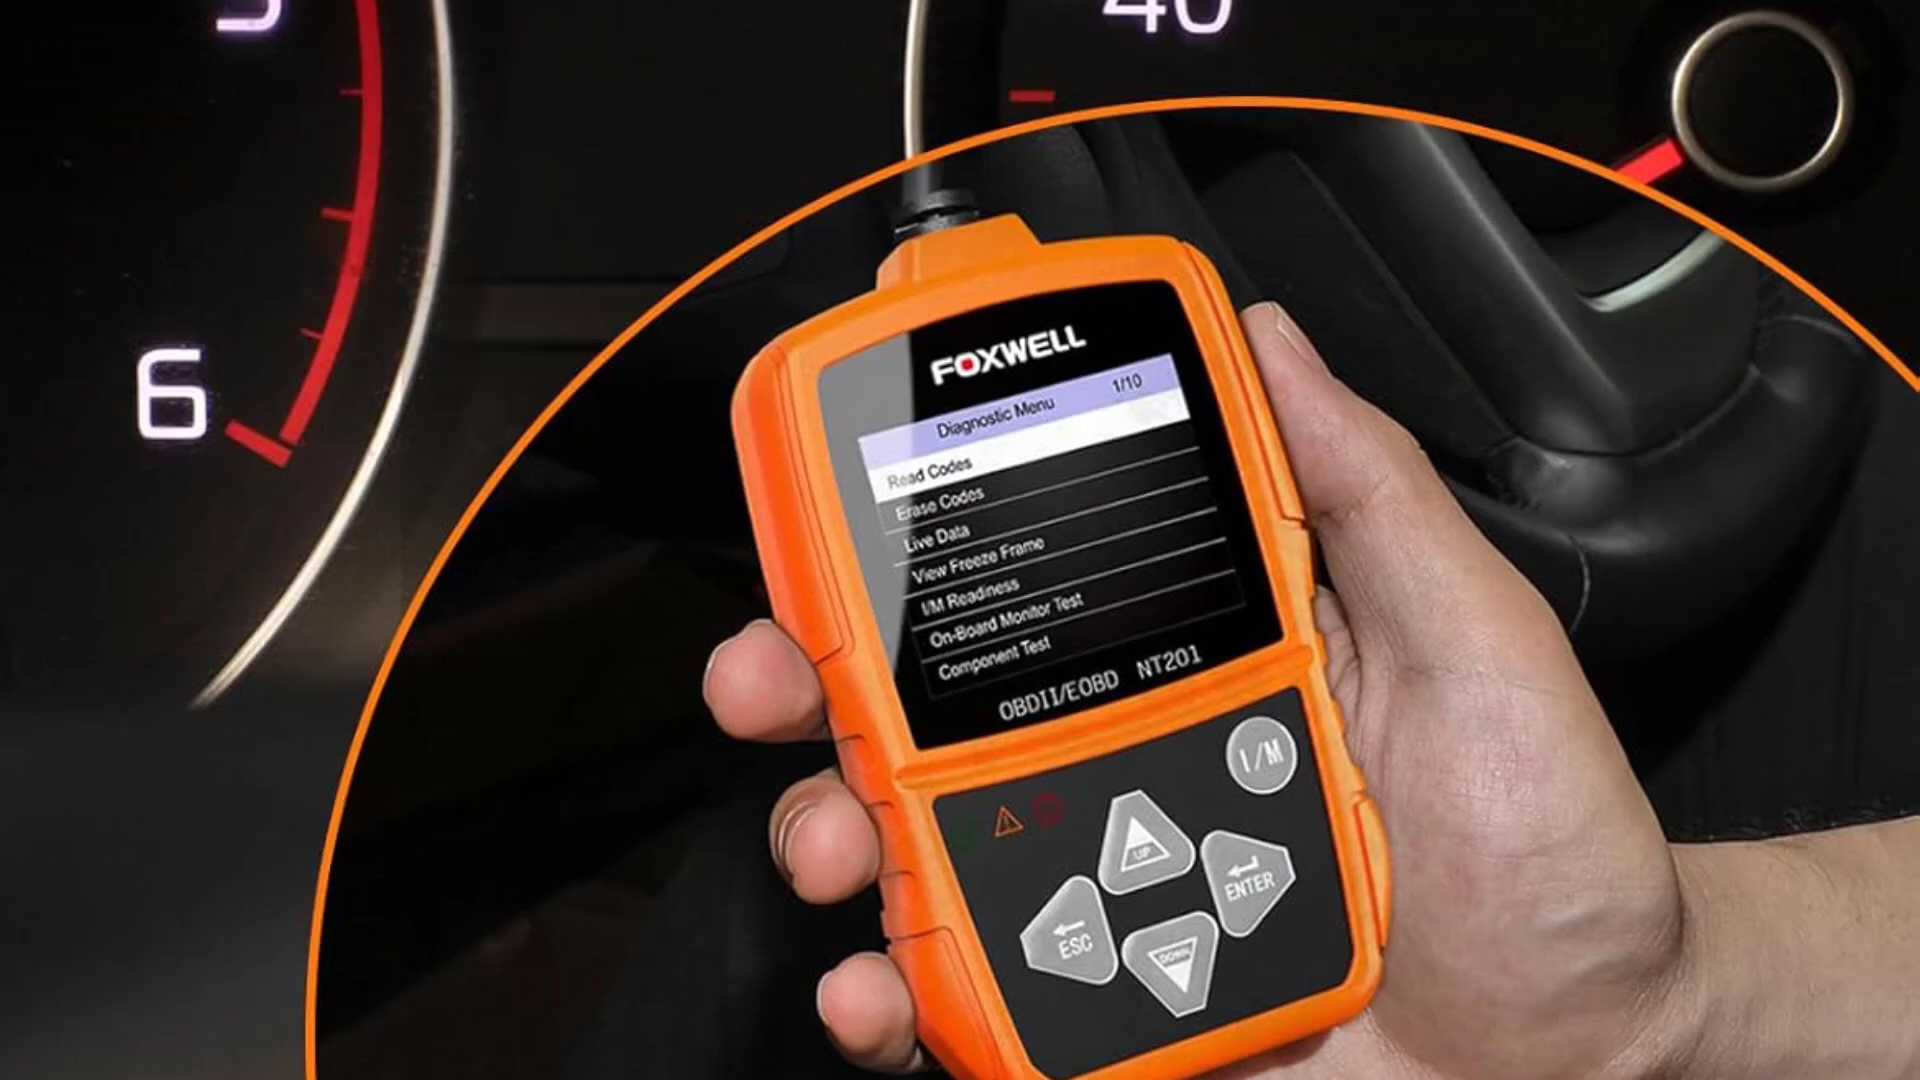 5
40
6
FOXWELL
Diagnostic Menu 1/10
Read Codes
Erase Codes
Live Data
View Freeze Frame
I/M Readiness
On-Board Monitor Test
Component Test
OBDII/EOBD NT201
I/M
UP
ENTER
ESC
DOWN